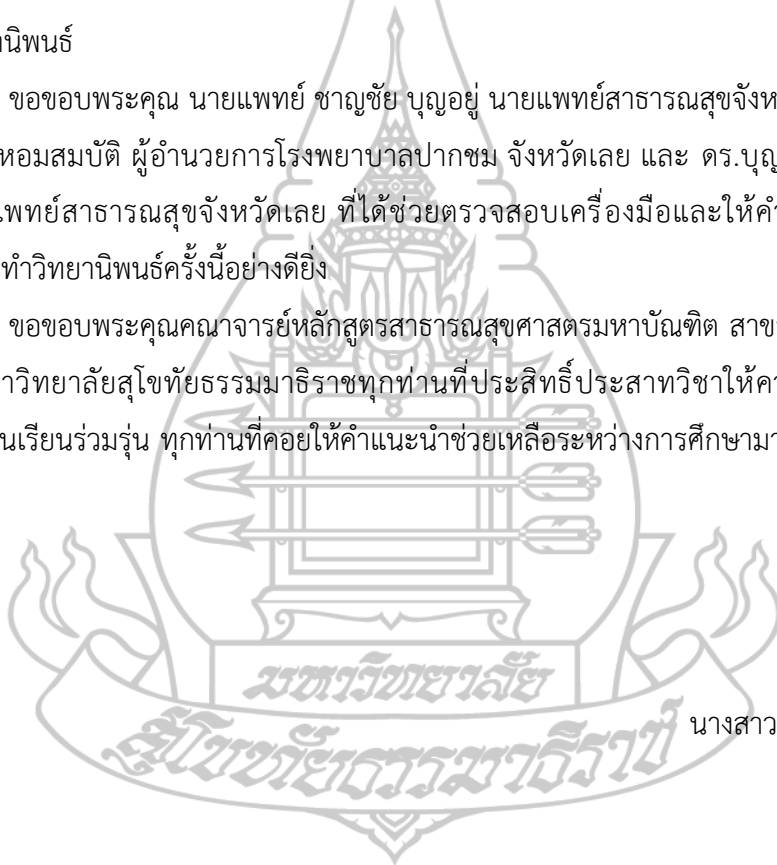 านิพนธ์
ขอขอบพระคุณ นายแพทย์ ชาญชัย บุญอยู่ นายแพทย์สาธารณสุขจังห
หอมสมบัติ ผู้อำนวยการโรงพยาบาลปากชม จังหวัดเลย และ ดร.บุญ
แพทย์สาธารณสุขจังหวัดเลย ที่ได้ช่วยตรวจสอบเครื่องมือและให้คำ
ทำวิทยานิพนธ์ครั้งนี้อย่างดียิ่ง
ขอขอบพระคุณคณาจารย์หลักสูตรสาธารณสุขศาสตรมหาบัณฑิต สาข
าวิทยาลัยสุโขทัยธรรมมาธิราชทุกท่านที่ประสิทธิ์ประสาทวิชาให้คว
นเรียนร่วมรุ่น ทุกท่านที่คอยให้คำแนะนำช่วยเหลือระหว่างการศึกษามา
มหาวิทยาลัย
สุโขทัยธรรมาธิราช
นางสาว